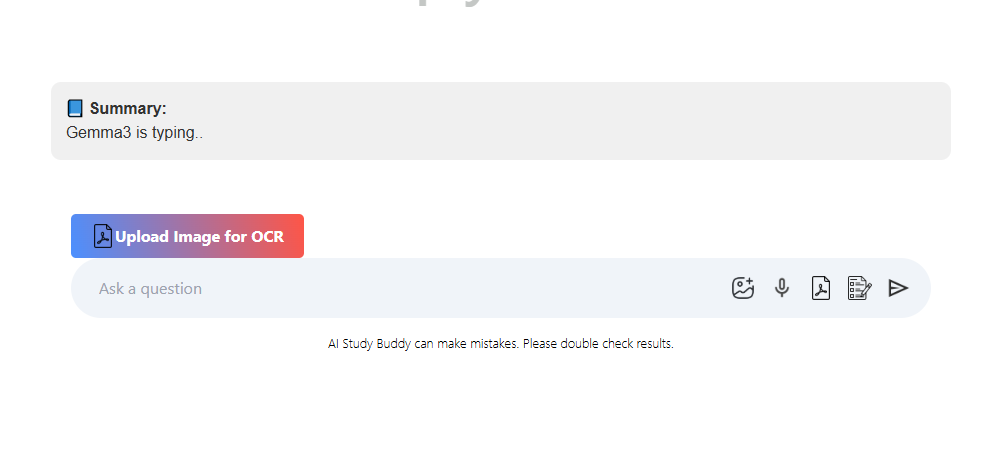 Summary:
Gemma3 is typing..
Upload Image for OCR
Ask a question
AI Study Buddy can make mistakes. Please double check results.